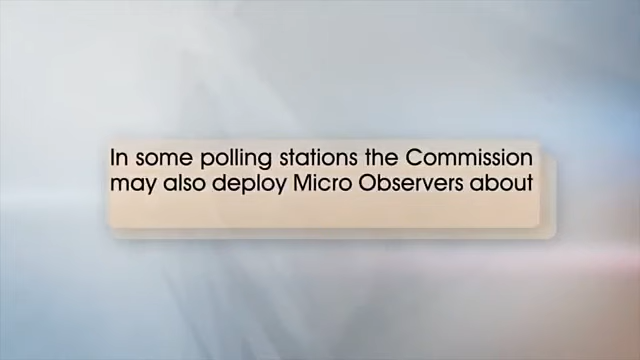 In some polling stations the Commission
may also deploy Micro Observers about